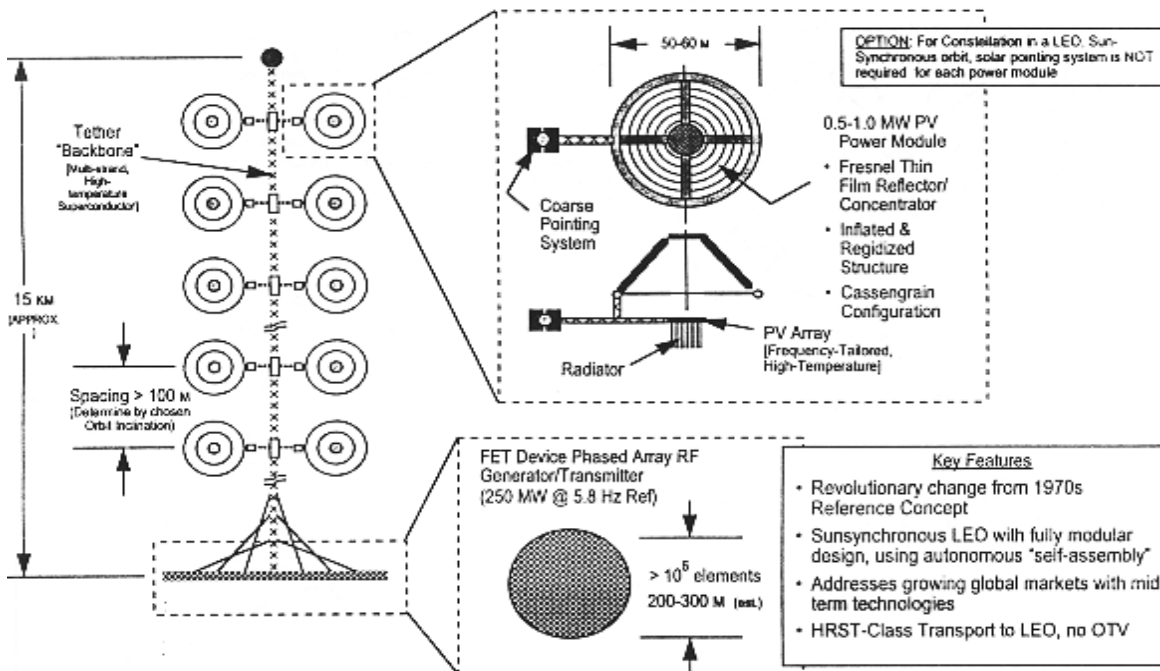 50-60 M
OPTION: For Constellation in a LEO, Sun-
Synchronous orbit, solar pointing system is NOT
required for each power module
Tether
"Backbone"
[Multi-strand,
High-
temperature
Superconductor]
Coarse
Pointing
System
0.5-1.0 MW PV
Power Module
• Fresnel Thin
Film Reflector/
Concentrator
• Inflated &
Regidized
Structure
• Cassengrain
Configuration
PV Array
[Frequency-Tailored,
High-Temperature]
Radiator
15 KM
[APPROX.
]
Spacing > 100 M
(Determine by chosen
Orbit Inclination)
FET Device Phased Array RF
Generator/Transmitter
(250 MW @ 5.8 Hz Ref)
> 10^5 elements
200-300 M (est.)
Key Features
• Revolutionary change from 1970s
Reference Concept
• Sunsynchronous LEO with fully modular
design, using autonomous "self-assembly"
• Addresses growing global markets with mid
term technologies
• HRST-Class Transport to LEO, no OTV